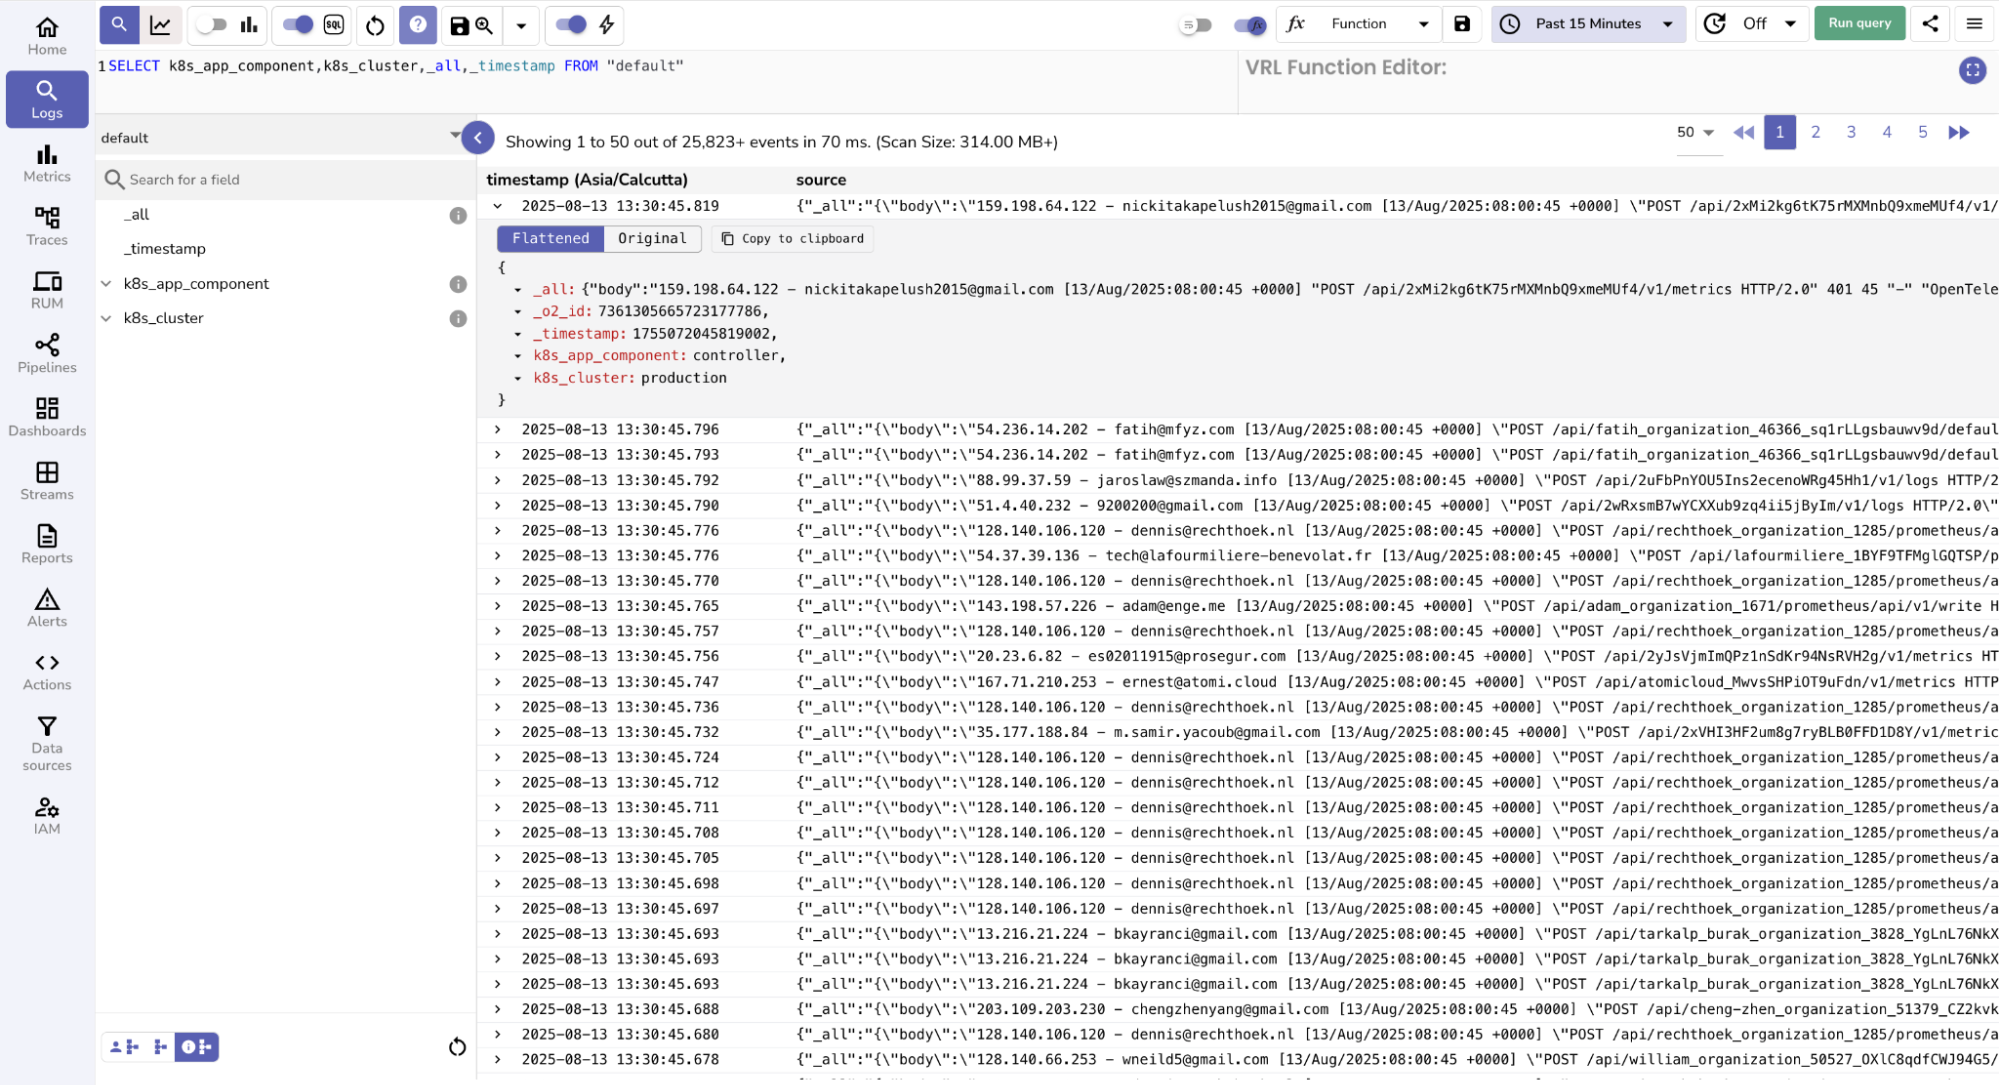 Home
Logs
Metrics
Traces
RUM
Pipelines
Dashboards
Streams
Reports
Alerts
Actions
Data
sources
IAM
SQL
fx Function
Past 15 Minutes
Off
Run query
1 SELECT k8s_app_component,k8s_cluster,_all,_timestamp FROM "default"
VRL Function Editor:
default
Search for a field
_all
_timestamp
k8s_app_component
k8s_cluster
Showing 1 to 50 out of 25,823+ events in 70 ms. (Scan Size: 314.00 MB+)
50 1 2 3 4 5
timestamp (Asia/Calcutta) source
2025-08-13 13:30:45.819 {"_all":"{\"body\":\"159.198.64.122 – nickitakapelush2015@gmail.com [13/Aug/2025:08:00:45 +0000] \"POST /api/2xMi2kg6tK75rMXMnbQ9xmeMUf4/v1/
Flattened Original Copy to clipboard
{
_all: {"body":"159.198.64.122 – nickitakapelush2015@gmail.com [13/Aug/2025:08:00:45 +0000] "POST /api/2xMi2kg6tK75rMXMnbQ9xmeMUf4/v1/metrics HTTP/2.0" 401 45 "–" "OpenTele
_o2_id: 7361305665723177786,
_timestamp: 1755072045819002,
k8s_app_component: controller,
k8s_cluster: production
}
2025-08-13 13:30:45.796 {"_all":"{\"body\":\"54.236.14.202 – fatih@mfyz.com [13/Aug/2025:08:00:45 +0000] \"POST /api/fatih_organization_46366_sq1rLLgsbauwv9d/defaul
2025-08-13 13:30:45.793 {"_all":"{\"body\":\"54.236.14.202 – fatih@mfyz.com [13/Aug/2025:08:00:45 +0000] \"POST /api/fatih_organization_46366_sq1rLLgsbauwv9d/defaul
2025-08-13 13:30:45.792 {"_all":"{\"body\":\"88.99.37.59 – jaroslaw@szmanda.info [13/Aug/2025:08:00:45 +0000] \"POST /api/2uFbPnYOU5Ins2ecenoWRg45Hh1/v1/logs HTTP/2
2025-08-13 13:30:45.790 {"_all":"{\"body\":\"51.4.40.232 – 9200200@gmail.com [13/Aug/2025:08:00:45 +0000] \"POST /api/2wRxsmB7wYCXXub9zq4ii5jByIm/v1/logs HTTP/2.0\"
2025-08-13 13:30:45.776 {"_all":"{\"body\":\"128.140.106.120 – dennis@rechthoek.nl [13/Aug/2025:08:00:45 +0000] \"POST /api/rechthoek_organization_1285/prometheus/a
2025-08-13 13:30:45.776 {"_all":"{\"body\":\"54.37.39.136 – tech@lafourmiliere-benevolat.fr [13/Aug/2025:08:00:45 +0000] \"POST /api/lafourmiliere_1BYF9TFMglGQTSP/p
2025-08-13 13:30:45.770 {"_all":"{\"body\":\"128.140.106.120 – dennis@rechthoek.nl [13/Aug/2025:08:00:45 +0000] \"POST /api/rechthoek_organization_1285/prometheus/a
2025-08-13 13:30:45.765 {"_all":"{\"body\":\"143.198.57.226 – adam@enge.me [13/Aug/2025:08:00:45 +0000] \"POST /api/adam_organization_1671/prometheus/api/v1/write H
2025-08-13 13:30:45.757 {"_all":"{\"body\":\"128.140.106.120 – dennis@rechthoek.nl [13/Aug/2025:08:00:45 +0000] \"POST /api/rechthoek_organization_1285/prometheus/a
2025-08-13 13:30:45.756 {"_all":"{\"body\":\"20.23.6.82 – es02011915@prosegur.com [13/Aug/2025:08:00:45 +0000] \"POST /api/2yJsVjmImQPz1nSdKr94NsRVH2g/v1/metrics HT
2025-08-13 13:30:45.747 {"_all":"{\"body\":\"167.71.210.253 – ernest@atomi.cloud [13/Aug/2025:08:00:45 +0000] \"POST /api/atomicloud_MwvsSHPiOT9uFdn/v1/metrics HTTP
2025-08-13 13:30:45.736 {"_all":"{\"body\":\"128.140.106.120 – dennis@rechthoek.nl [13/Aug/2025:08:00:45 +0000] \"POST /api/rechthoek_organization_1285/prometheus/a
2025-08-13 13:30:45.732 {"_all":"{\"body\":\"35.177.188.84 – m.samir.yacoub@gmail.com [13/Aug/2025:08:00:45 +0000] \"POST /api/2xVHI3HF2um8g7ryBLB0FFD1D8Y/v1/metric
2025-08-13 13:30:45.724 {"_all":"{\"body\":\"128.140.106.120 – dennis@rechthoek.nl [13/Aug/2025:08:00:45 +0000] \"POST /api/rechthoek_organization_1285/prometheus/a
2025-08-13 13:30:45.712 {"_all":"{\"body\":\"128.140.106.120 – dennis@rechthoek.nl [13/Aug/2025:08:00:45 +0000] \"POST /api/rechthoek_organization_1285/prometheus/a
2025-08-13 13:30:45.711 {"_all":"{\"body\":\"128.140.106.120 – dennis@rechthoek.nl [13/Aug/2025:08:00:45 +0000] \"POST /api/rechthoek_organization_1285/prometheus/a
2025-08-13 13:30:45.708 {"_all":"{\"body\":\"128.140.106.120 – dennis@rechthoek.nl [13/Aug/2025:08:00:45 +0000] \"POST /api/rechthoek_organization_1285/prometheus/a
2025-08-13 13:30:45.705 {"_all":"{\"body\":\"128.140.106.120 – dennis@rechthoek.nl [13/Aug/2025:08:00:45 +0000] \"POST /api/rechthoek_organization_1285/prometheus/a
2025-08-13 13:30:45.698 {"_all":"{\"body\":\"128.140.106.120 – dennis@rechthoek.nl [13/Aug/2025:08:00:45 +0000] \"POST /api/rechthoek_organization_1285/prometheus/a
2025-08-13 13:30:45.697 {"_all":"{\"body\":\"128.140.106.120 – dennis@rechthoek.nl [13/Aug/2025:08:00:45 +0000] \"POST /api/rechthoek_organization_1285/prometheus/a
2025-08-13 13:30:45.693 {"_all":"{\"body\":\"13.216.21.224 – bkayranci@gmail.com [13/Aug/2025:08:00:45 +0000] \"POST /api/tarkalp_burak_organization_3828_YgLnL76NkX
2025-08-13 13:30:45.693 {"_all":"{\"body\":\"13.216.21.224 – bkayranci@gmail.com [13/Aug/2025:08:00:45 +0000] \"POST /api/tarkalp_burak_organization_3828_YgLnL76NkX
2025-08-13 13:30:45.693 {"_all":"{\"body\":\"13.216.21.224 – bkayranci@gmail.com [13/Aug/2025:08:00:45 +0000] \"POST /api/tarkalp_burak_organization_3828_YgLnL76NkX
2025-08-13 13:30:45.688 {"_all":"{\"body\":\"203.109.203.230 – chengzhenyang@gmail.com [13/Aug/2025:08:00:45 +0000] \"POST /api/cheng-zhen_organization_51379_CZ2kvk
2025-08-13 13:30:45.680 {"_all":"{\"body\":\"128.140.106.120 – dennis@rechthoek.nl [13/Aug/2025:08:00:45 +0000] \"POST /api/rechthoek_organization_1285/prometheus/a
2025-08-13 13:30:45.678 {"_all":"{\"body\":\"128.140.66.253 – wneild5@gmail.com [13/Aug/2025:08:00:45 +0000] \"POST /api/william_organization_50527_OXlC8qdfCWJ94G5/